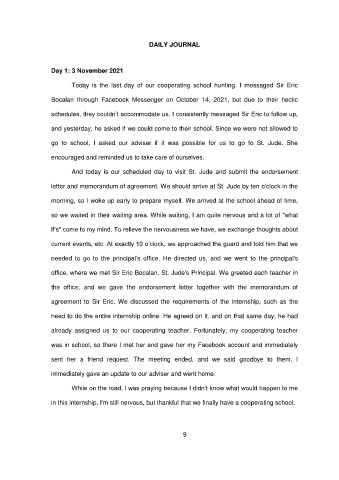 DAILY JOURNAL
Day 1: 3 November 2021
Today is the last day of our cooperating school hunting. I messaged Sir Eric
Bocalan through Facebook Messenger on October 14, 2021, but due to their hectic
schedules, they couldn't accommodate us. I consistently messaged Sir Eric to follow up,
and yesterday, he asked if we could come to their school. Since we were not allowed to
go to school, I asked our adviser if it was possible for us to go to St. Jude. She
encouraged and reminded us to take care of ourselves.
And today is our scheduled day to visit St. Jude and submit the endorsement
letter and memorandum of agreement. We should arrive at St. Jude by ten o'clock in the
morning, so I woke up early to prepare myself. We arrived at the school ahead of time,
so we waited in their waiting area. While waiting, I am quite nervous and a lot of "what
if's" come to my mind. To relieve the nervousness we have, we exchange thoughts about
current events, etc. At exactly 10 o'clock, we approached the guard and told him that we
needed to go to the principal's office. He directed us, and we went to the principal's
office, where we met Sir Eric Bocalan, St. Jude's Principal. We greeted each teacher in
the office, and we gave the endorsement letter together with the memorandum of
agreement to Sir Eric. We discussed the requirements of the internship, such as the
need to do the entire internship online. He agreed on it, and on that same day, he had
already assigned us to our cooperating teacher. Fortunately, my cooperating teacher
was in school, so there I met her and gave her my Facebook account and immediately
sent her a friend request. The meeting ended, and we said goodbye to them. I
immediately gave an update to our adviser and went home.
While on the road, I was praying because I didn't know what would happen to me
in this internship. I'm still nervous, but thankful that we finally have a cooperating school.
9